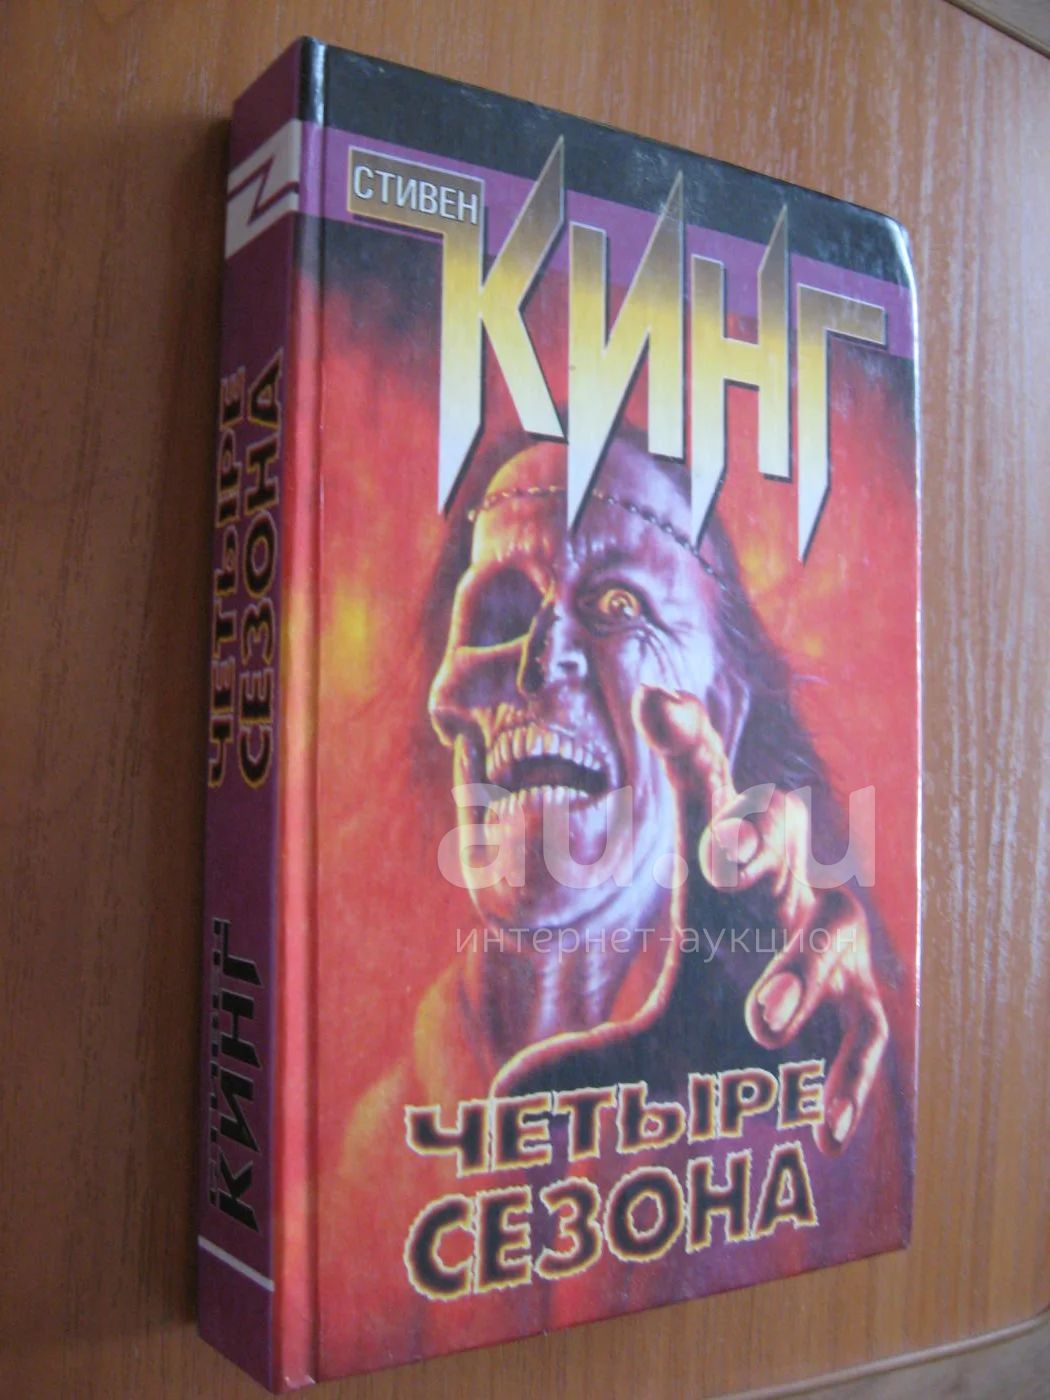 СТИВЕН
КИНГ
ЧЕТЫРЕ
СЕЗОНА
ЧЕТЫРЕ
СЕЗОНА
КИНГ
au.ru
интернет-аукцион